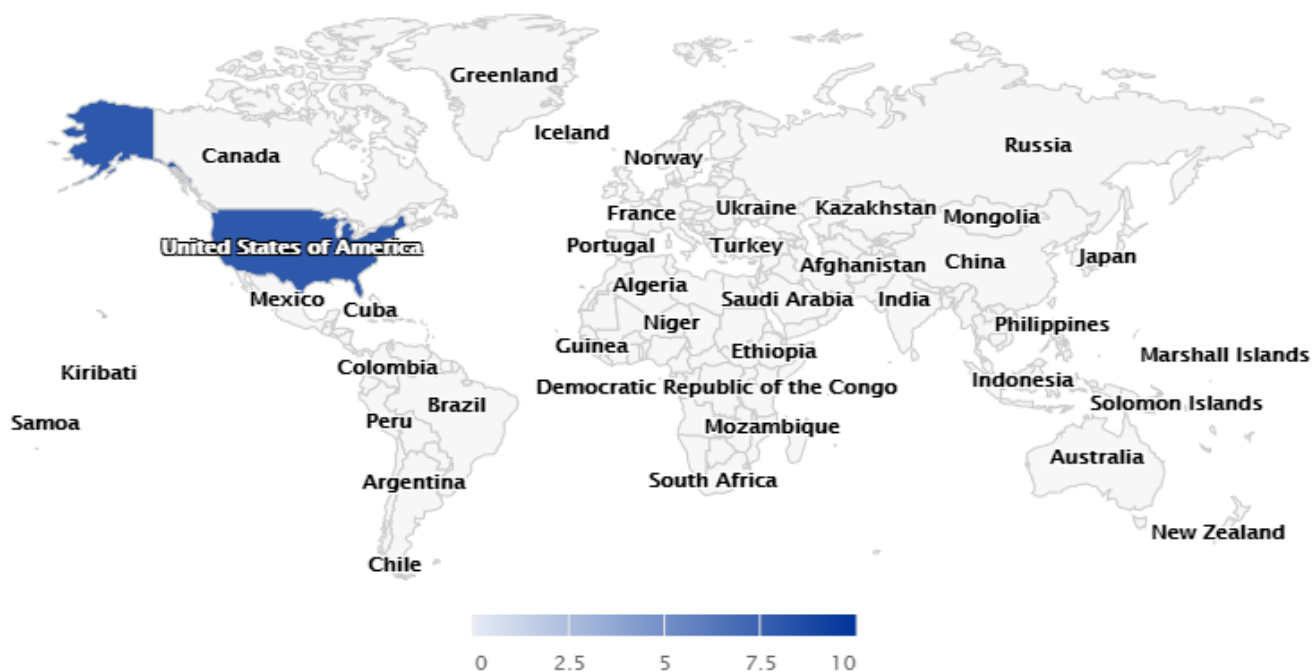 Greenland
Iceland
Russia
Canada
Norway
France
Ukraine
Kazakhstan
Mongolia
United States of America
Portugal
Turkey
Afghanistan
China
Japan
Mexico
Cuba
Algeria
Saudi Arabia
India
Niger
Philippines
Guinea
Ethiopia
Marshall Islands
Kiribati
Colombia
Democratic Republic of the Congo
Indonesia
Brazil
Solomon Islands
Samoa
Peru
Mozambique
Australia
Argentina
South Africa
New Zealand
Chile
0 2.5 5 7.5 10